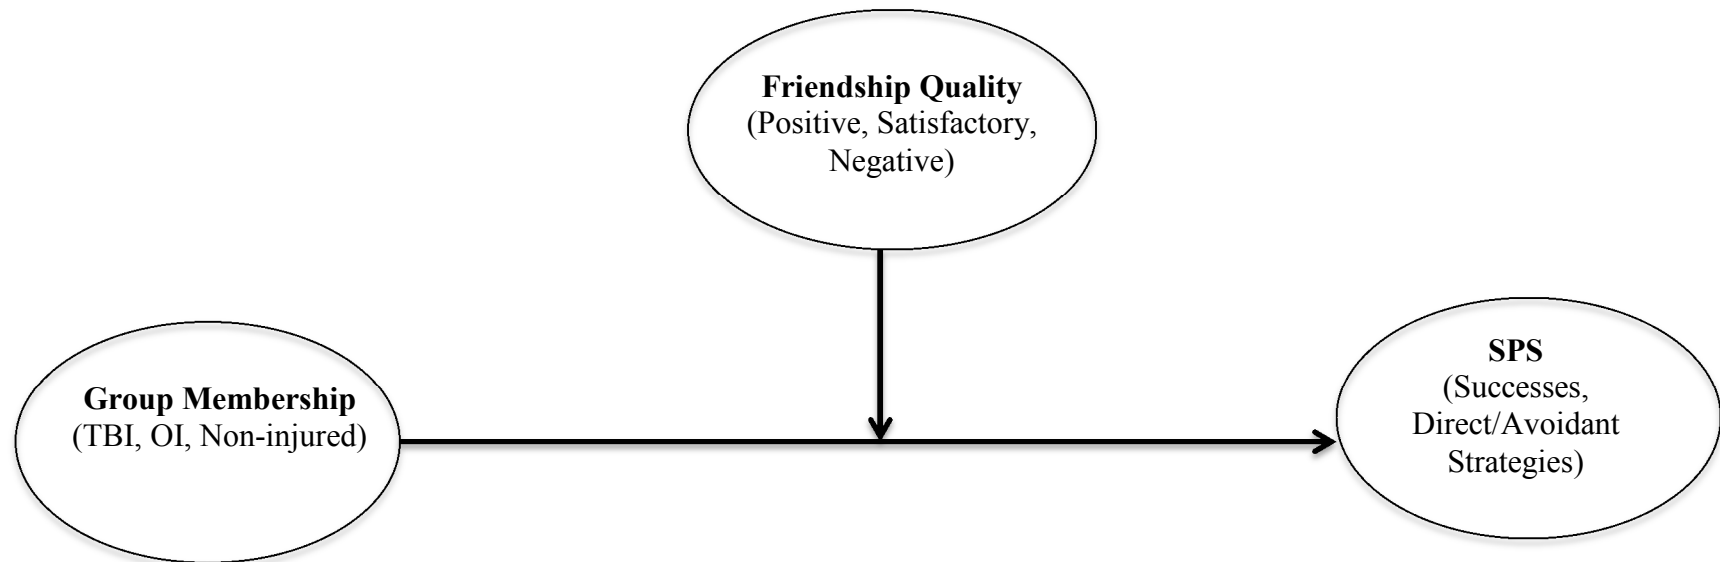 Friendship Quality
(Positive, Satisfactory,
Negative)
Group Membership
(TBI, OI, Non-injured)
SPS
(Successes,
Direct/Avoidant
Strategies)